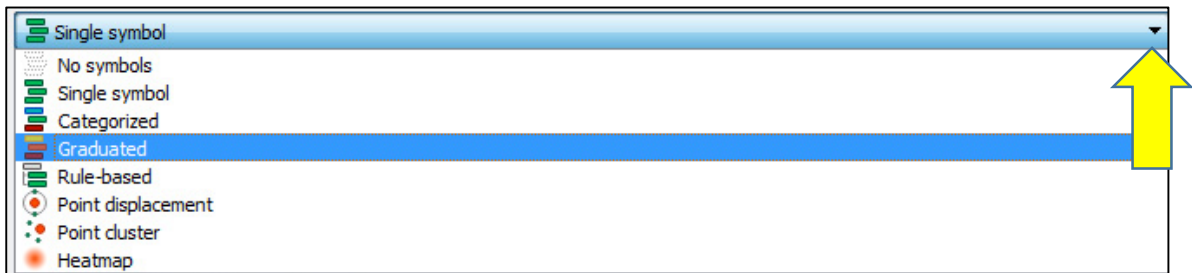 Single symbol
No symbols
Single symbol
Categorized
Graduated
Rule-based
Point displacement
Point cluster
Heatmap